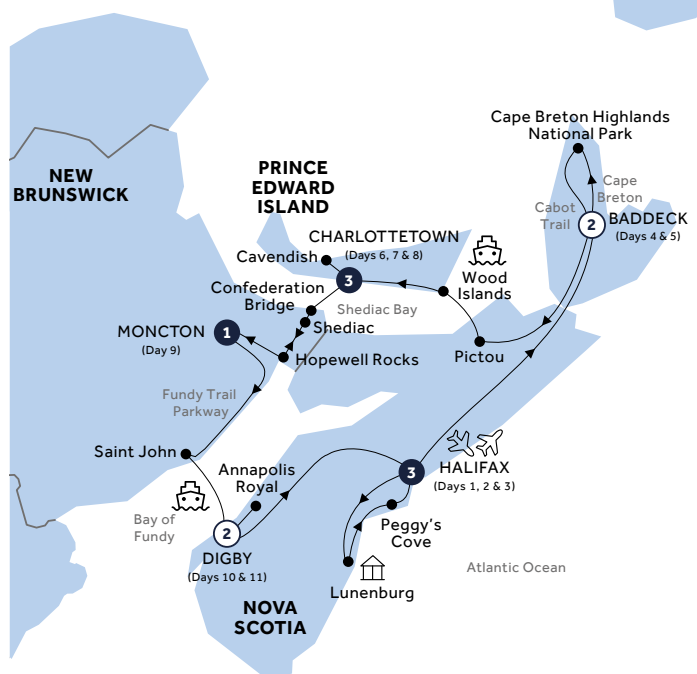 Cape Breton Highlands
National Park
NEW
BRUNSWICK
PRINCE
EDWARD
ISLAND
Cape
Breton
Cabot
Trail
2
BADDECK
(Days 4 & 5)
CHARLOTTETOWN
(Days 6, 7 & 8)
Cavendish
3
Wood
Islands
Confederation
Bridge
Shediac Bay
Shediac
MONCTON
1
(Day 9)
Hopewell Rocks
Pictou
Fundy Trail
Parkway
Saint John
Annapolis
Royal
3
HALIFAX
(Days 1, 2 & 3)
Bay of
Fundy
2
DIGBY
(Days 10 & 11)
Peggy's
Cove
Atlantic Ocean
Lunenburg
NOVA
SCOTIA